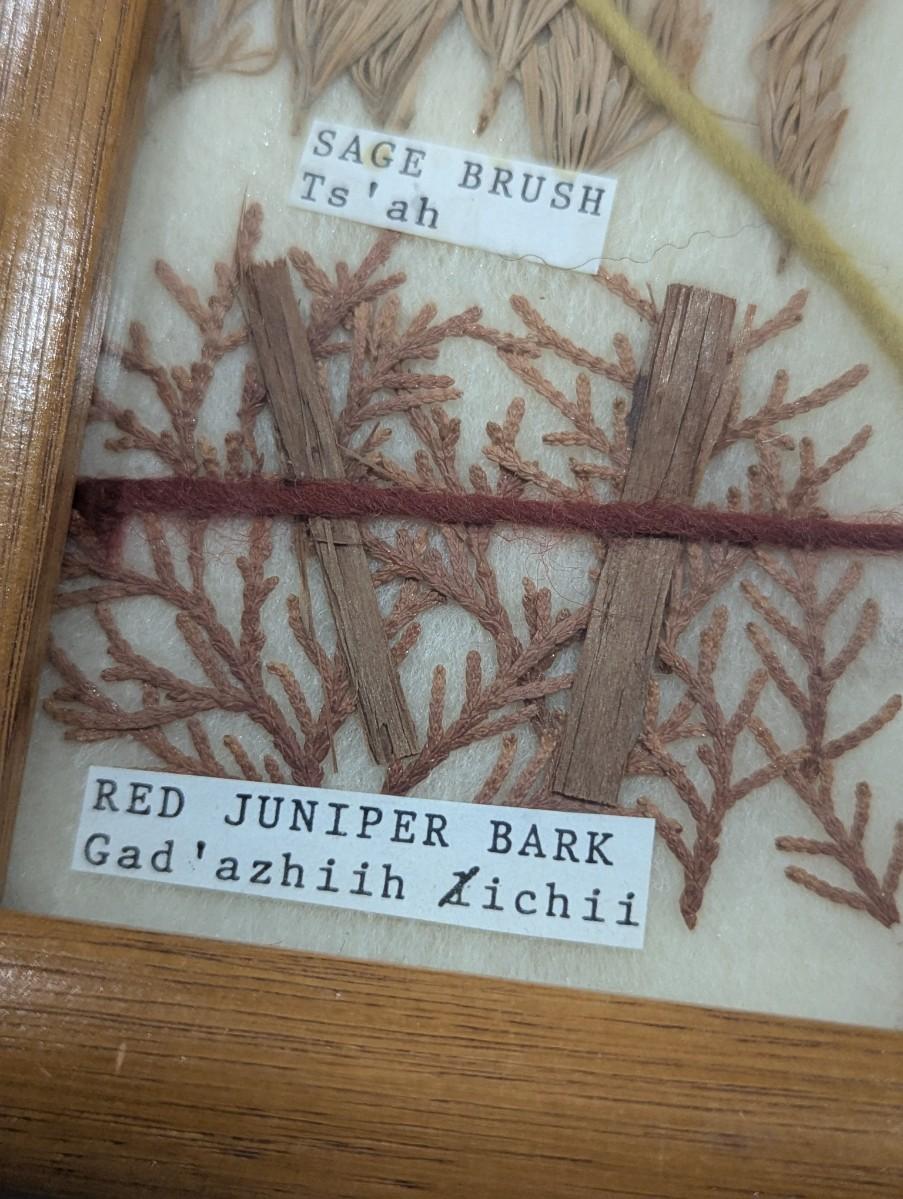 SAGE BRUSH
Ts'ah
RED JUNIPER BARK
Gad'azhiih łichii